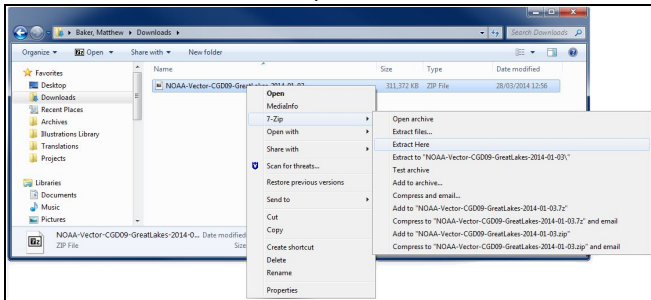 Baker, Matthew ▸ Downloads ▸
Search Downloads
Organize
Open
Share with
New folder
Name
Size
Type
Date modified
Favorites
Desktop
Downloads
Recent Places
Archives
Illustrations Library
Translations
Projects
Libraries
Documents
Music
Pictures
NOAA-Vector-CGD09-GreatLakes-2014-01-03
311,372 KB
ZIP File
28/03/2014 12:56
Open
MediaInfo
7-Zip
Open with
Share with
Scan for threats...
Restore previous versions
Send to
Cut
Copy
Create shortcut
Delete
Rename
Properties
Open archive
Extract files...
Extract Here
Extract to "NOAA-Vector-CGD09-GreatLakes-2014-01-03\"
Test archive
Add to archive...
Compress and email...
Add to "NOAA-Vector-CGD09-GreatLakes-2014-01-03.7z"
Compress to "NOAA-Vector-CGD09-GreatLakes-2014-01-03.7z" and email
Add to "NOAA-Vector-CGD09-GreatLakes-2014-01-03.zip"
Compress to "NOAA-Vector-CGD09-GreatLakes-2014-01-03.zip" and email
7z
NOAA-Vector-CGD09-GreatLakes-2014-0... Date modified
ZIP File
Size